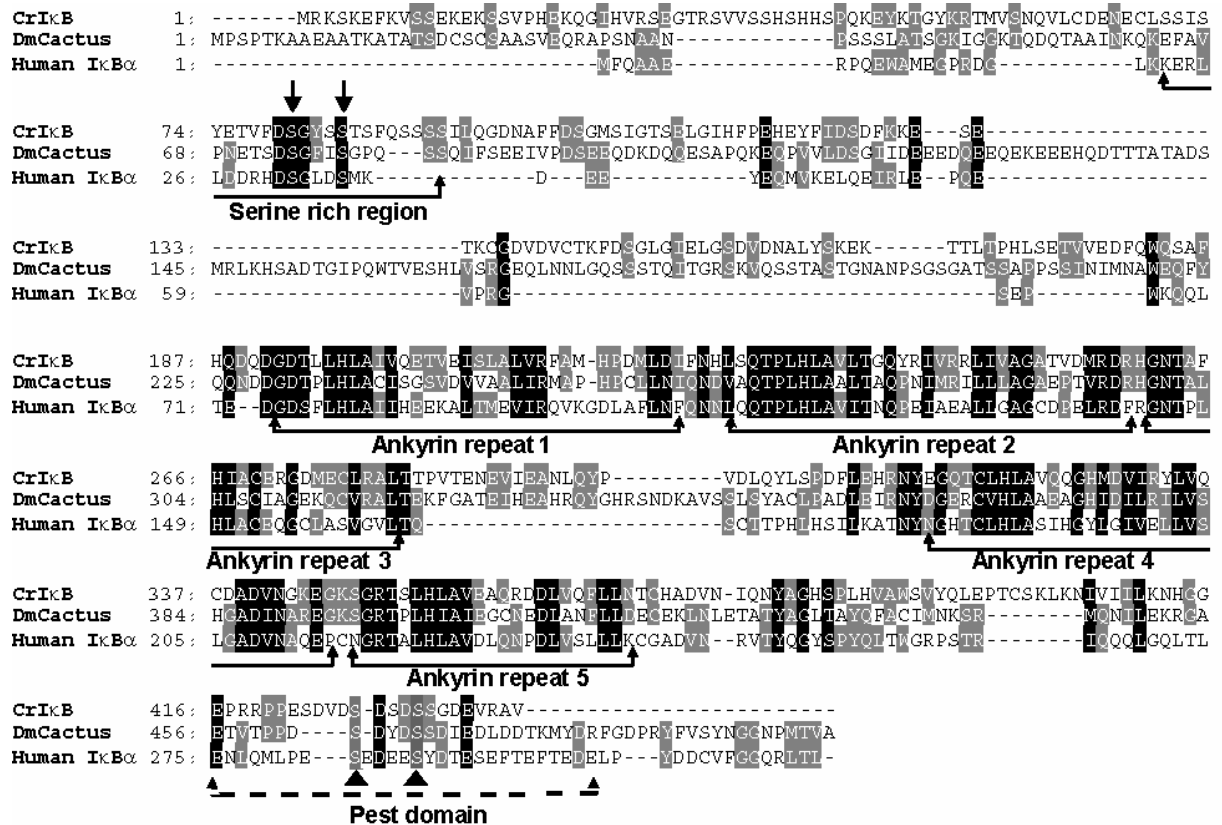 CrIκB 1; ------MRKSKEFKVSSEKEKSSVPHEKQGIHVRSEGTRSVVSSHSHHSPQKEYKTGYKRTMVSNQVLCDENECLSSIS
DmCactus 1; MPSPTKAAEAATKATATSDCSCSAASVEQRAPSNAAN------------PSSSLATSGKIGGKTQDQTAAINKQKEFAV
Human IκBα 1; -----------------------------MFQAAE------------RPQEWAMEGPRDG---------LKKERL
CrIκB 74; YETVFDSGYSSTSFQSSSSILQGDNAFFDSGMSIGTSELGIHFPEHEYFIDSDFKKE---SE------------------
DmCactus 68; PNETSDSGFISGPQ---SSQIFSEEIVPDSEEQDKDQQESAPQKEQPVVLDSGIIDEEEDQEEQEKEEEHQDTTTATADS
Human IκBα 26; LDDRHDSGLDSMK-------------D---EE----------YEQMVKELQEIRLE--PQE------------------
Serine rich region
CrIκB 133; -------------------TKCGDVDVCTKFDSGLGIELGSDVDNALYSKEK-------TTLTPHLSETVVEDFQWQSAF
DmCactus 145; MRLKHSADTGIPQWTVESHLVSRGEQLNNLGQSSSTQITGRSKVQSSTASTGNANPSGSGATSSAPPSSINIMNAWEQFY
Human IκBα 59; -------------------VPRG---------------------------------------SEP---------WKQQL
CrIκB 187; HQDQDGDTLLHLAIVQETVEISLALVRFAM-HPDMLDIFNHLSQTPLHLAVLTGQYRIVRRLIVAGATVDMRDRHGNTAF
DmCactus 225; QQNDDGDTPLHLACISGSVDVVAALIRMAP-HPCLLNIQNDVAQTPLHLAALTAQPNIMRILLLAGAEPTVRDRHGNTAL
Human IκBα 71; TE--DGDSFLHLAIIHEEKALTMEVIRQVKGDLAFLNFQNNLQQTPLHLAVITNQPEIAEALLGAGCDPELRDFRGNTPL
Ankyrin repeat 1 Ankyrin repeat 2
CrIκB 266; HIACERGDMECLRALTTPVTENEVIEANLQYP---------VDLQYLSPDFLEHRNYEGQTCLHLAVQQGHMDVIRYLVQ
DmCactus 304; HLSCIAGEKQCVRALTEKFGATEIHEAHRQYGHRSNDKAVSSLSYACLPADLEIRNYDGERCVHLAAEAGHIDILRILVS
Human IκBα 149; HLACEQGCLASVGVLTQ------------------------SCTTPHLHSILKATNYNGHTCLHLASIHGYLGIVELLVS
Ankyrin repeat 3 Ankyrin repeat 4
CrIκB 337; CDADVNGKEGKSGRTSLHLAVEAQRDDLVQFLLNTCHADVN-IQNYAGHSPLHVAWSVYQLEPTCSKLKNIVIILKNHGG
DmCactus 384; HGADINAREGKSGRTPLHIAIEGCNEDLANFLLDECEKLNLETATYAGLTAYQFACIMNKSR------MQNILEKRGA
Human IκBα 205; LGADVNAQEPCNGRTALHLAVDLQNPDLVSLLLKCGADVN--RVTYQGYSPYQLTWGRPSTR------IQQQLGQLTL
Ankyrin repeat 5
CrIκB 416; EPRRPPESDVDS-DSDSSGDEVRAV-------------------------
DmCactus 456; ETVTPPD----S-DYDSSDIEDLDDTKMYDRFGDPRYFVSYNGGNPMTVA
Human IκBα 275; ENLQMLPE---SEDEESYDTESEFTEFTEDELP---YDDCVFGGQRLTL-
Pest domain